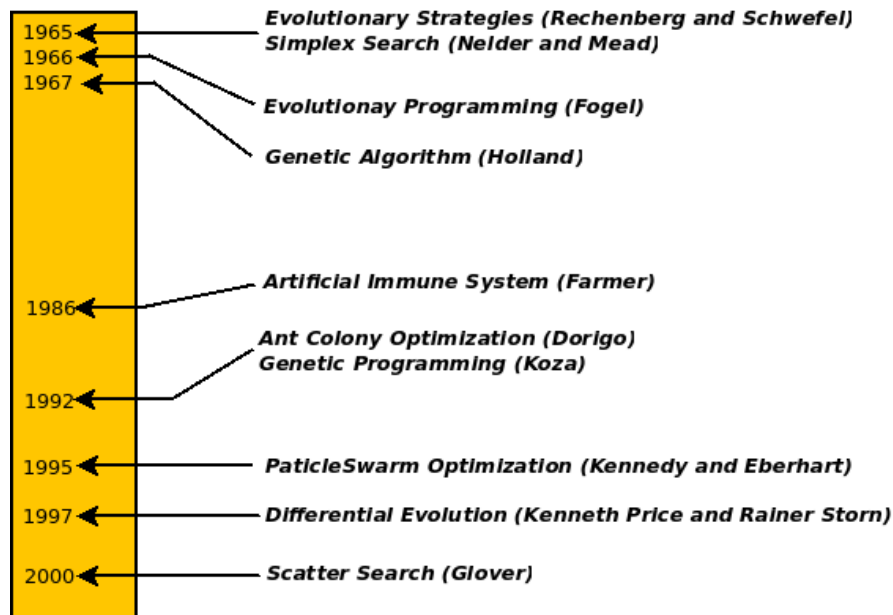 1965
Evolutionary Strategies (Rechenberg and Schwefel)
Simplex Search (Nelder and Mead)
1966
Evolutionay Programming (Fogel)
1967
Genetic Algorithm (Holland)
1986
Artificial Immune System (Farmer)
1992
Ant Colony Optimization (Dorigo)
Genetic Programming (Koza)
1995
PaticleSwarm Optimization (Kennedy and Eberhart)
1997
Differential Evolution (Kenneth Price and Rainer Storn)
2000
Scatter Search (Glover)